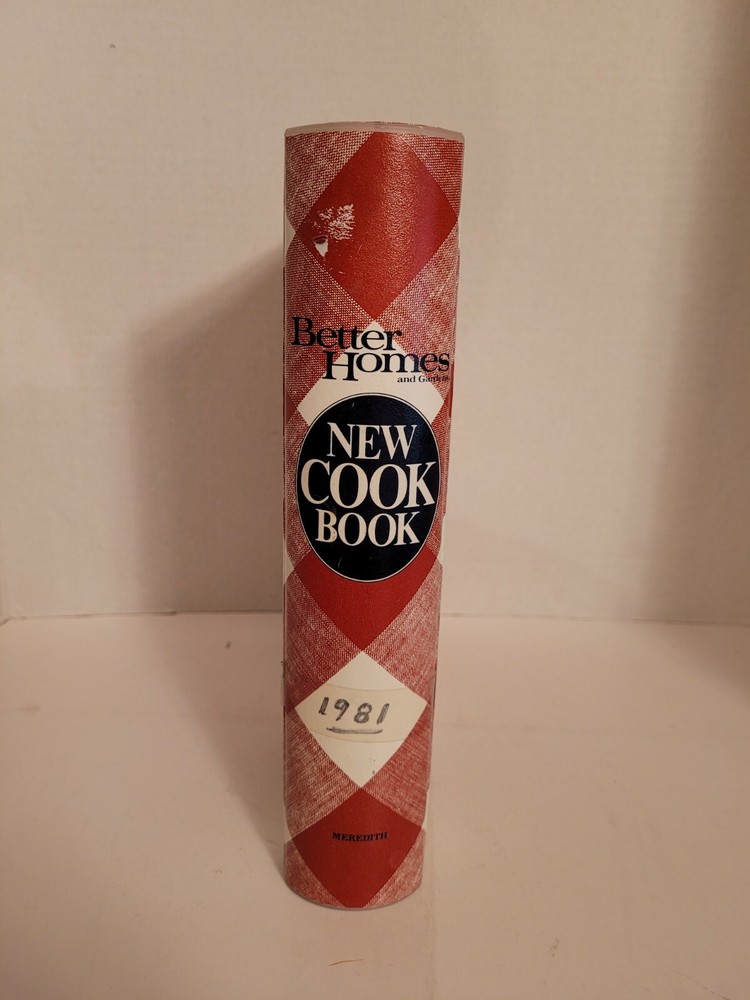 Better
Homes
and Gardens
NEW
COOK
BOOK
1981
MEREDITH